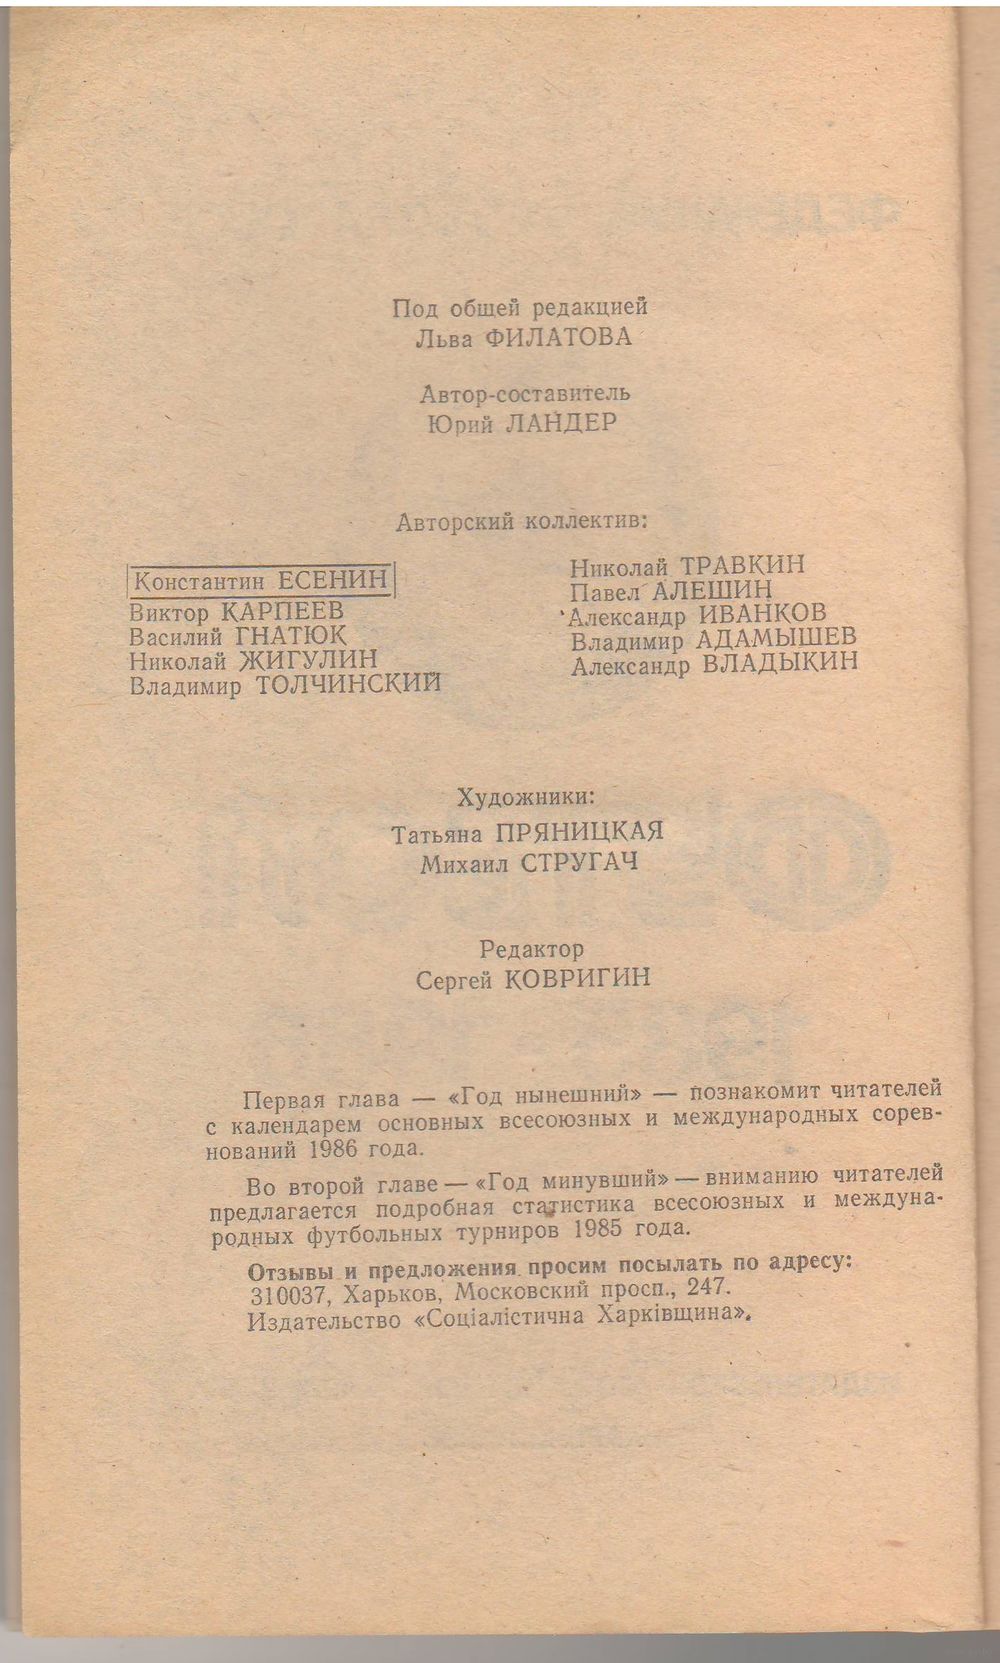 Под общей редакцией
Льва ФИЛАТОВА
Автор-составитель
Юрий ЛАНДЕР
Авторский коллектив:
Константин ЕСЕНИН
Виктор КАРПЕЕВ
Василий ГНАТЮК
Николай ЖИГУЛИН
Владимир ТОЛЧИНСКИЙ
Николай ТРАВКИН
Павел АЛЕШИН
Александр ИВАНКОВ
Владимир АДАМЫШЕВ
Александр ВЛАДЫКИН
Художники:
Татьяна ПРЯНИЦКАЯ
Михаил СТРУГАЧ
Редактор
Сергей КОВРИГИН
Первая глава — «Год нынешний» — познакомит читателей
с календарем основных всесоюзных и международных сорев-
нований 1986 года.
Во второй главе — «Год минувший» — вниманию читателей
предлагается подробная статистика всесоюзных и междуна-
родных футбольных турниров 1985 года.
Отзывы и предложения просим посылать по адресу:
310037, Харьков, Московский просп., 247.
Издательство «Соціалістична Харківщина».